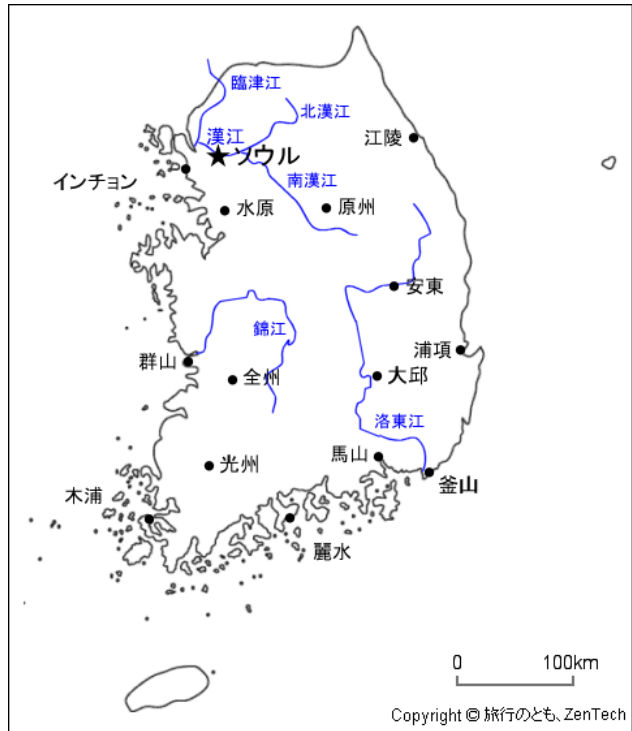 臨津江
北漢江
漢江
江陵
ソウル
インチョン
南漢江
水原
原州
安東
錦江
浦項
群山
全州
大邱
洛東江
馬山
光州
釜山
木浦
麗水
0 100km
Copyright © 旅行のとも、ZenTech